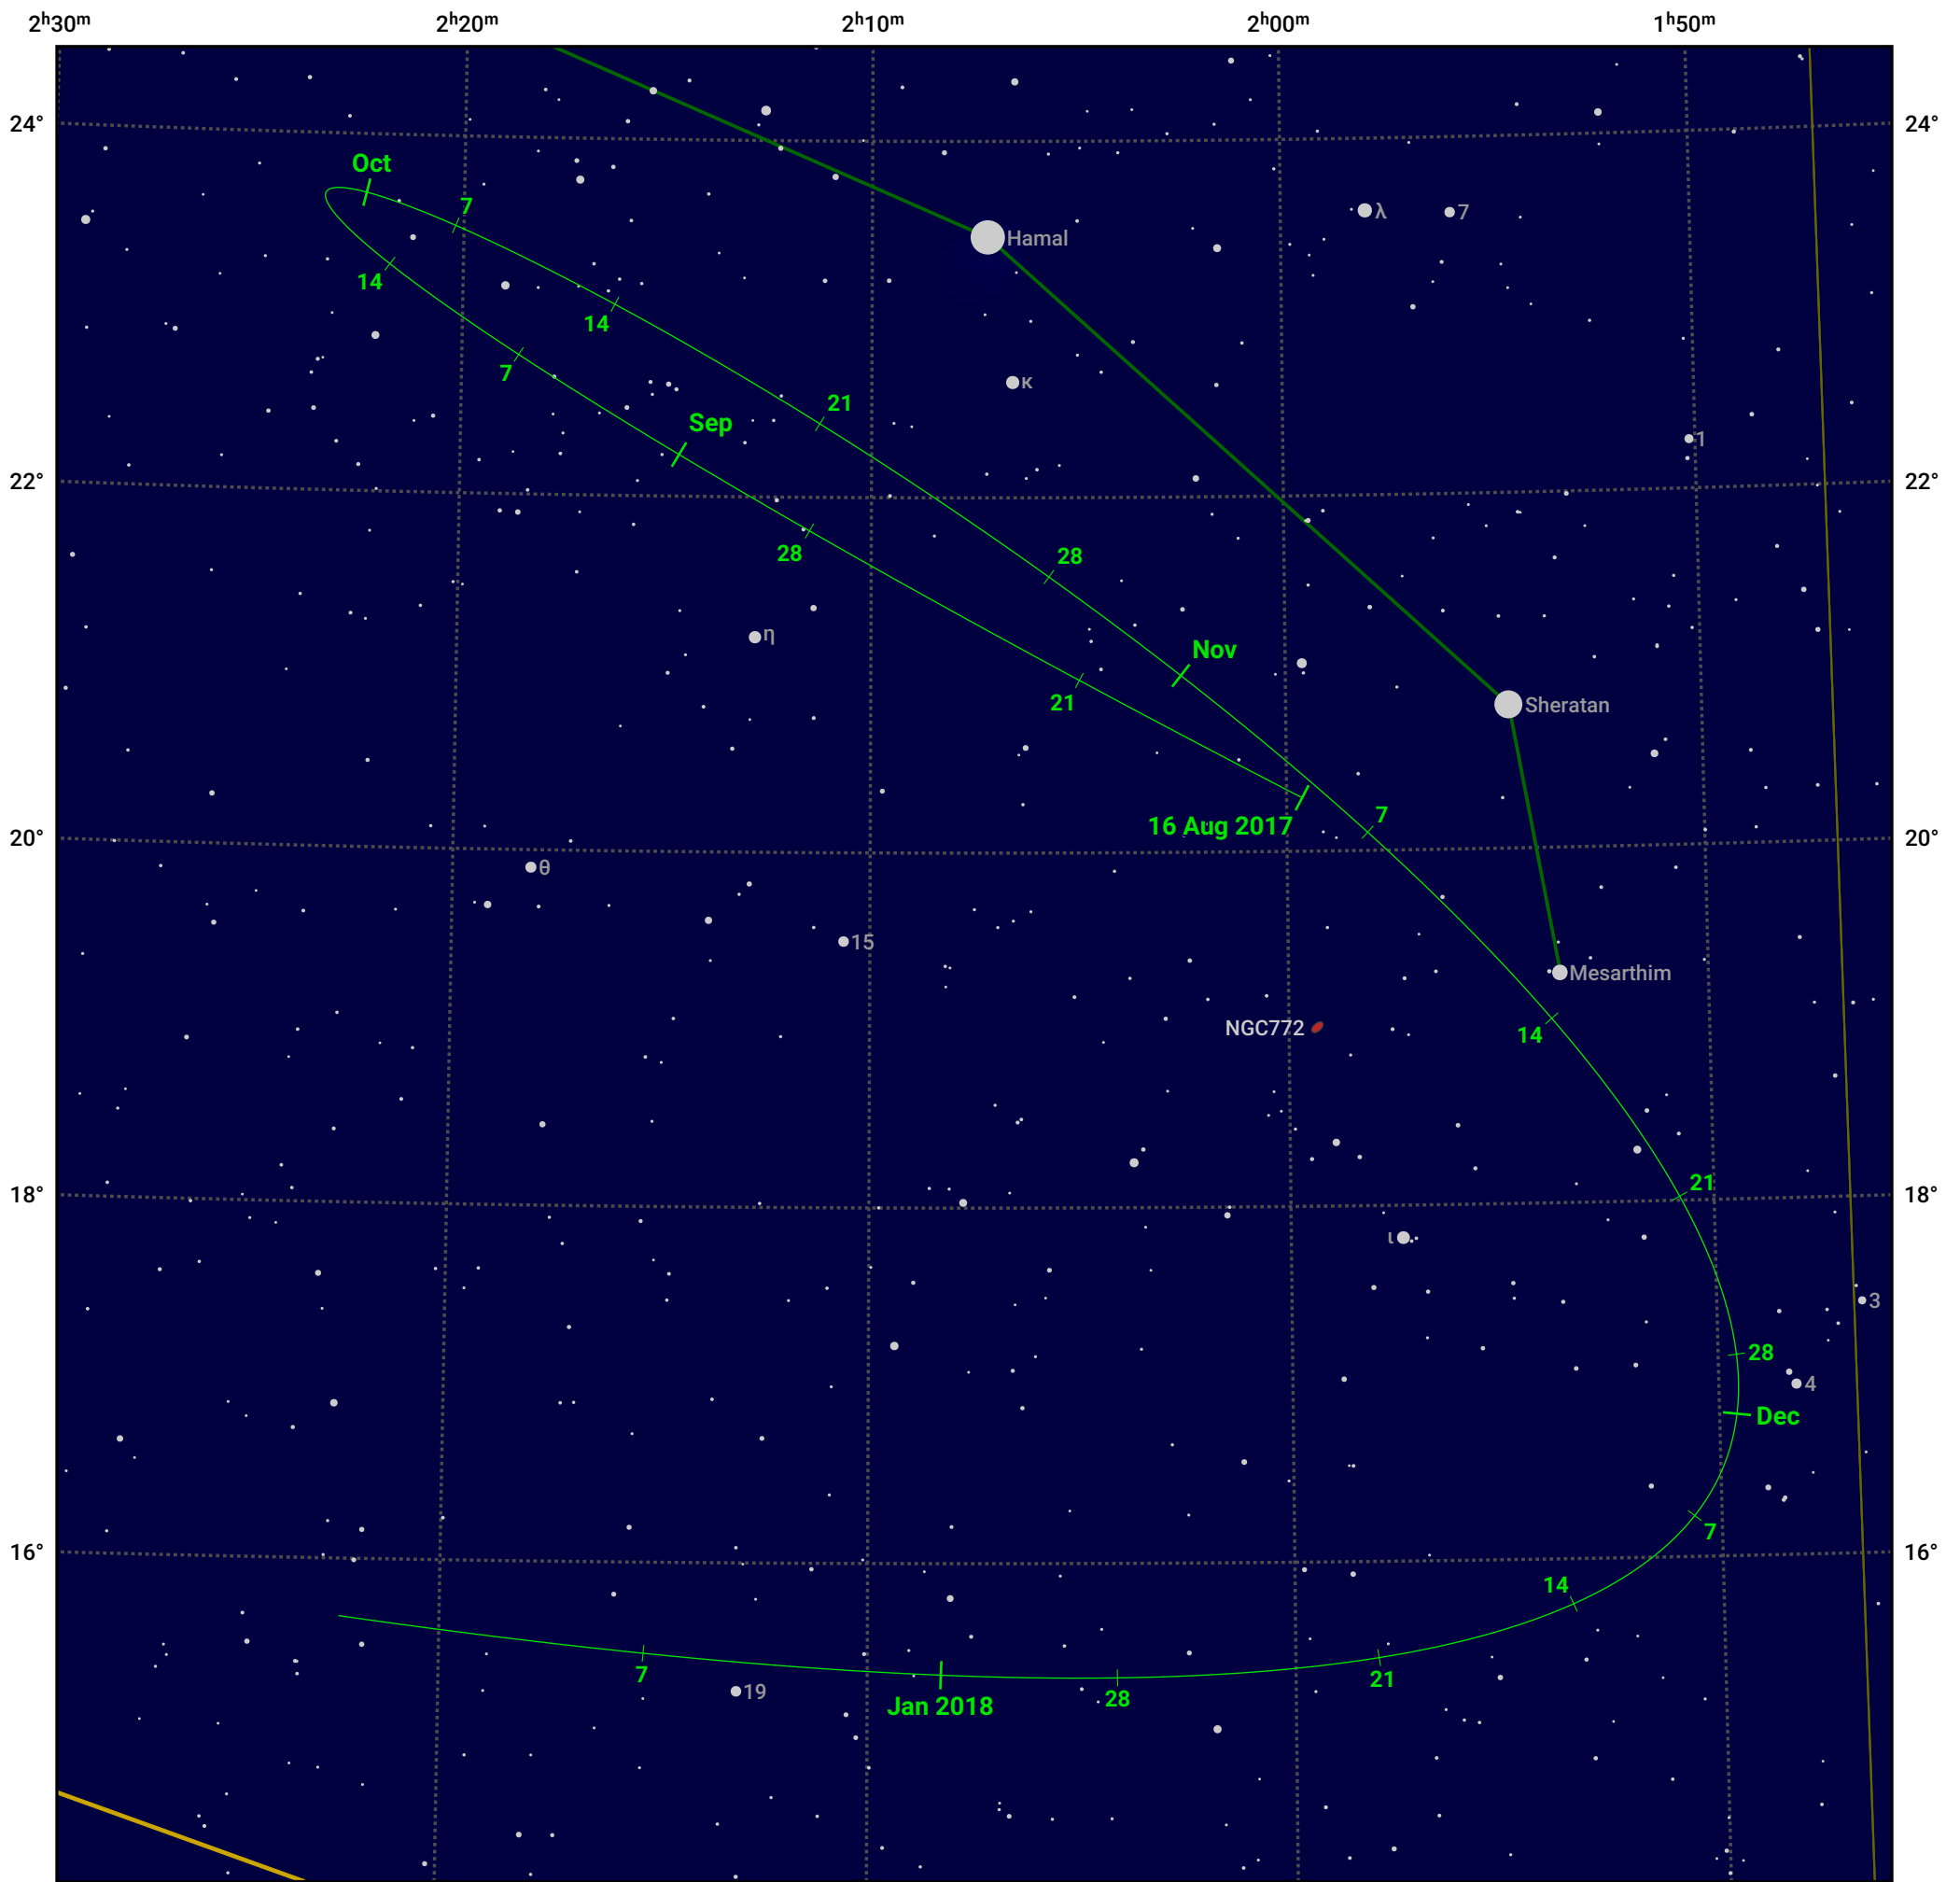 2h30m 2h20m 2h10m 2h00m 1h50m
24° 24°
Oct
7 λ 7
Hamal
14
14
7 κ
21
Sep 1
22° 22°
28 28
η
Nov
21 Sheratan
7
16 Aug 2017
20° 20°
θ
15
Mesarthim
NGC772 14
21
18° 18°
ι
3
28
4
Dec
7
16° 16°
14
7 21
19 28
Jan 2018